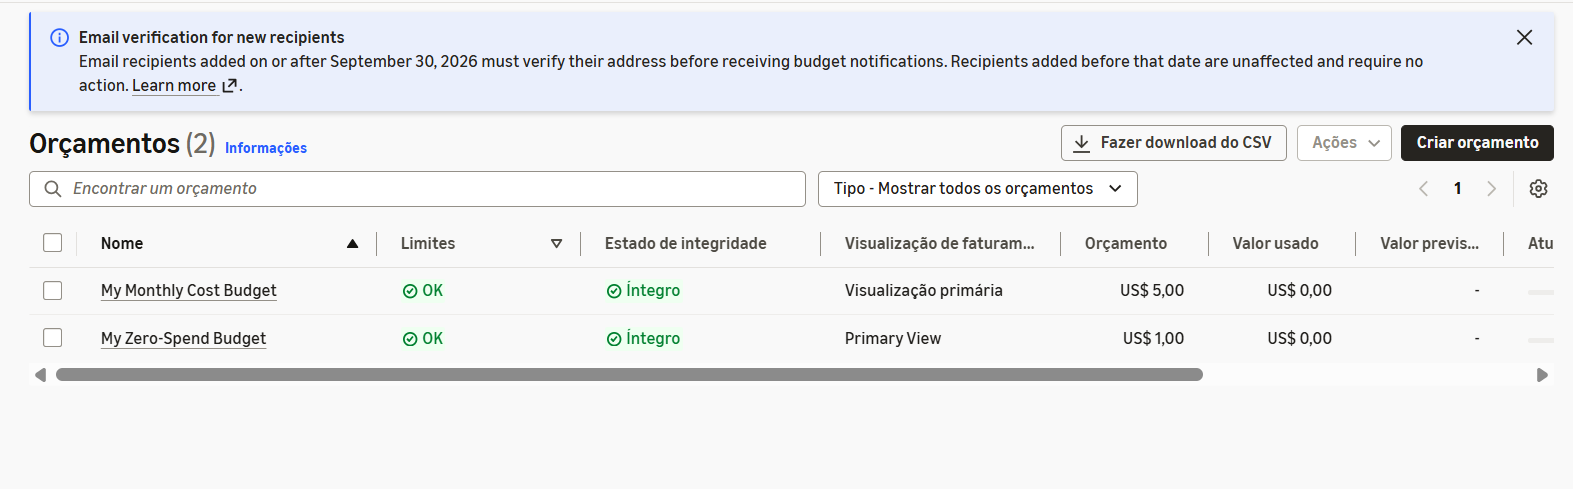 Email verification for new recipients
Email recipients added on or after September 30, 2026 must verify their address before receiving budget notifications. Recipients added before that date are unaffected and require no
action. Learn more.
Orçamentos (2) Informações
Fazer download do CSV
Ações
Criar orçamento
Encontrar um orçamento
Tipo - Mostrar todos os orçamentos
1
Nome Limites Estado de integridade Visualização de faturam... Orçamento Valor usado Valor previs... Atu
My Monthly Cost Budget OK Íntegro Visualização primária US$ 5,00 US$ 0,00 -
My Zero-Spend Budget OK Íntegro Primary View US$ 1,00 US$ 0,00 -